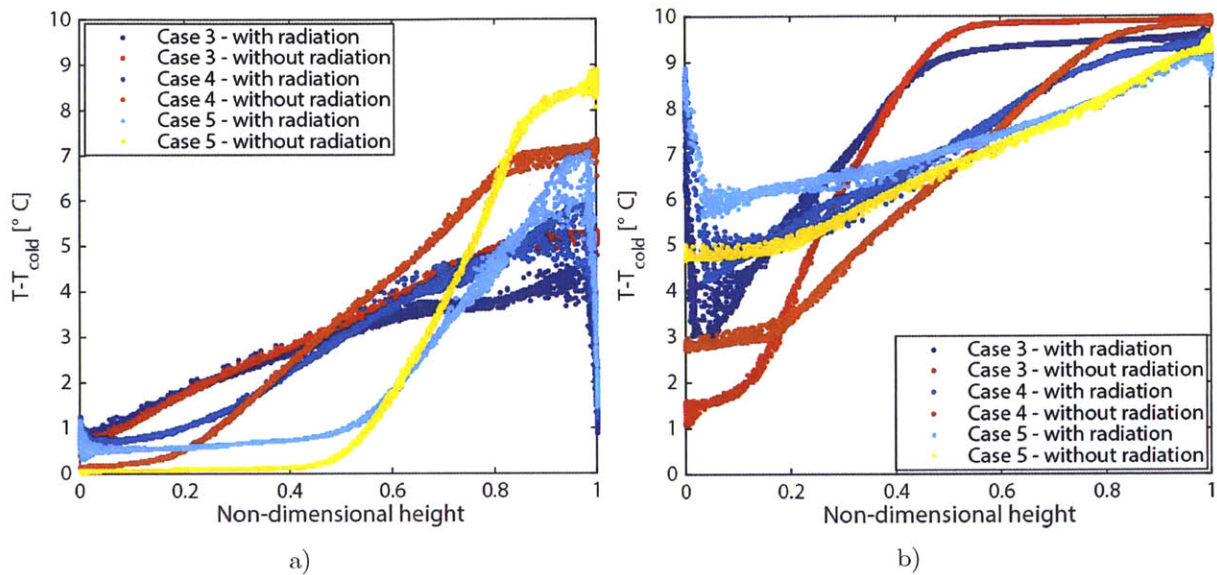 10
9
8
7
6
5
4
3
2
1
0
T-T_cold [° C]
Case 3 - with radiation
Case 3 - without radiation
Case 4 - with radiation
Case 4 - without radiation
Case 5 - with radiation
Case 5 - without radiation
0 0.2 0.4 0.6 0.8 1
Non-dimensional height
a)
10
9
8
7
6
5
4
3
2
1
0
T-T_cold [° C]
Case 3 - with radiation
Case 3 - without radiation
Case 4 - with radiation
Case 4 - without radiation
Case 5 - with radiation
Case 5 - without radiation
0 0.2 0.4 0.6 0.8 1
Non-dimensional height
b)